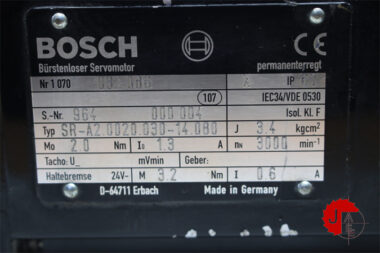 BOSCH
Bürstenloser Servomotor permanenterregt
Nr 1 070 A IP
107 IEC34/VDE 0530
S.-Nr. 964 000 004 Isol. Kl F
Typ SR-A2.0020.030-14.080 J 3.4 kgcm²
Mo 2.0 Nm I₀ 1.3 A nN 3000 min⁻¹
Tacho: U_ mVmin Geber:
Haltebremse 24V⎓ M 3.2 Nm I 0.6 A
D-64711 Erbach Made in Germany